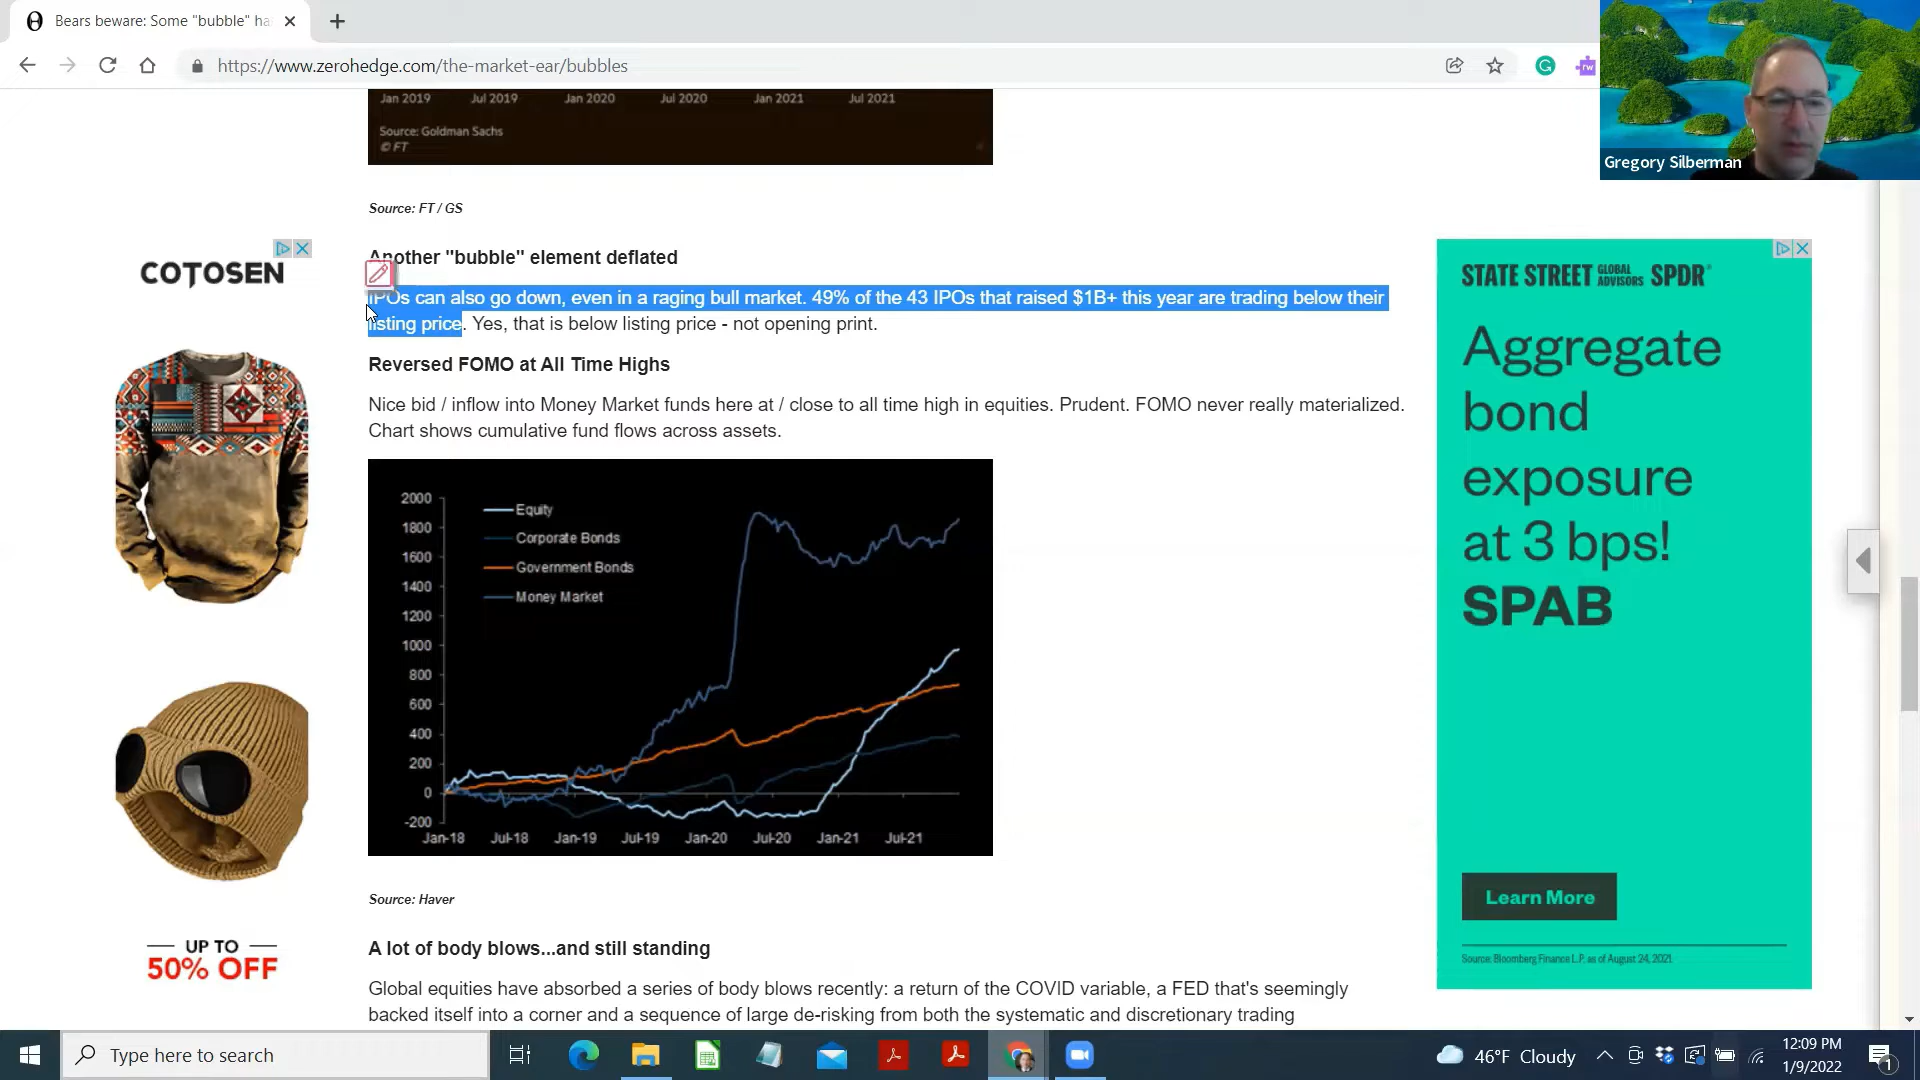 Bears beware: Some "bubble" ha
https://www.zerohedge.com/the-market-ear/bubbles
rw
Gregory Silberman
Jan 2019 Jul 2019 Jan 2020 Jul 2020 Jan 2021 Jul 2021
Source: Goldman Sachs
© FT
Source: FT / GS
Another "bubble" element deflated
IPOs can also go down, even in a raging bull market. 49% of the 43 IPOs that raised $1B+ this year are trading below their
listing price. Yes, that is below listing price - not opening print.
Reversed FOMO at All Time Highs
Nice bid / inflow into Money Market funds here at / close to all time high in equities. Prudent. FOMO never really materialized.
Chart shows cumulative fund flows across assets.
2000
1800
1600
1400
1200
1000
800
600
400
200
0
-200
Equity
Corporate Bonds
Government Bonds
Money Market
Jan-18 Jul-18 Jan-19 Jul-19 Jan-20 Jul-20 Jan-21 Jul-21
Source: Haver
A lot of body blows...and still standing
Global equities have absorbed a series of body blows recently: a return of the COVID variable, a FED that's seemingly
backed itself into a corner and a sequence of large de-risking from both the systematic and discretionary trading
COTOSEN
UP TO
50% OFF
STATE STREET GLOBAL ADVISORS SPDR®
Aggregate
bond
exposure
at 3 bps!
SPAB
Learn More
Source: Bloomberg Finance L.P. as of August 24, 2021
Type here to search
46°F Cloudy
12:09 PM
1/9/2022
1